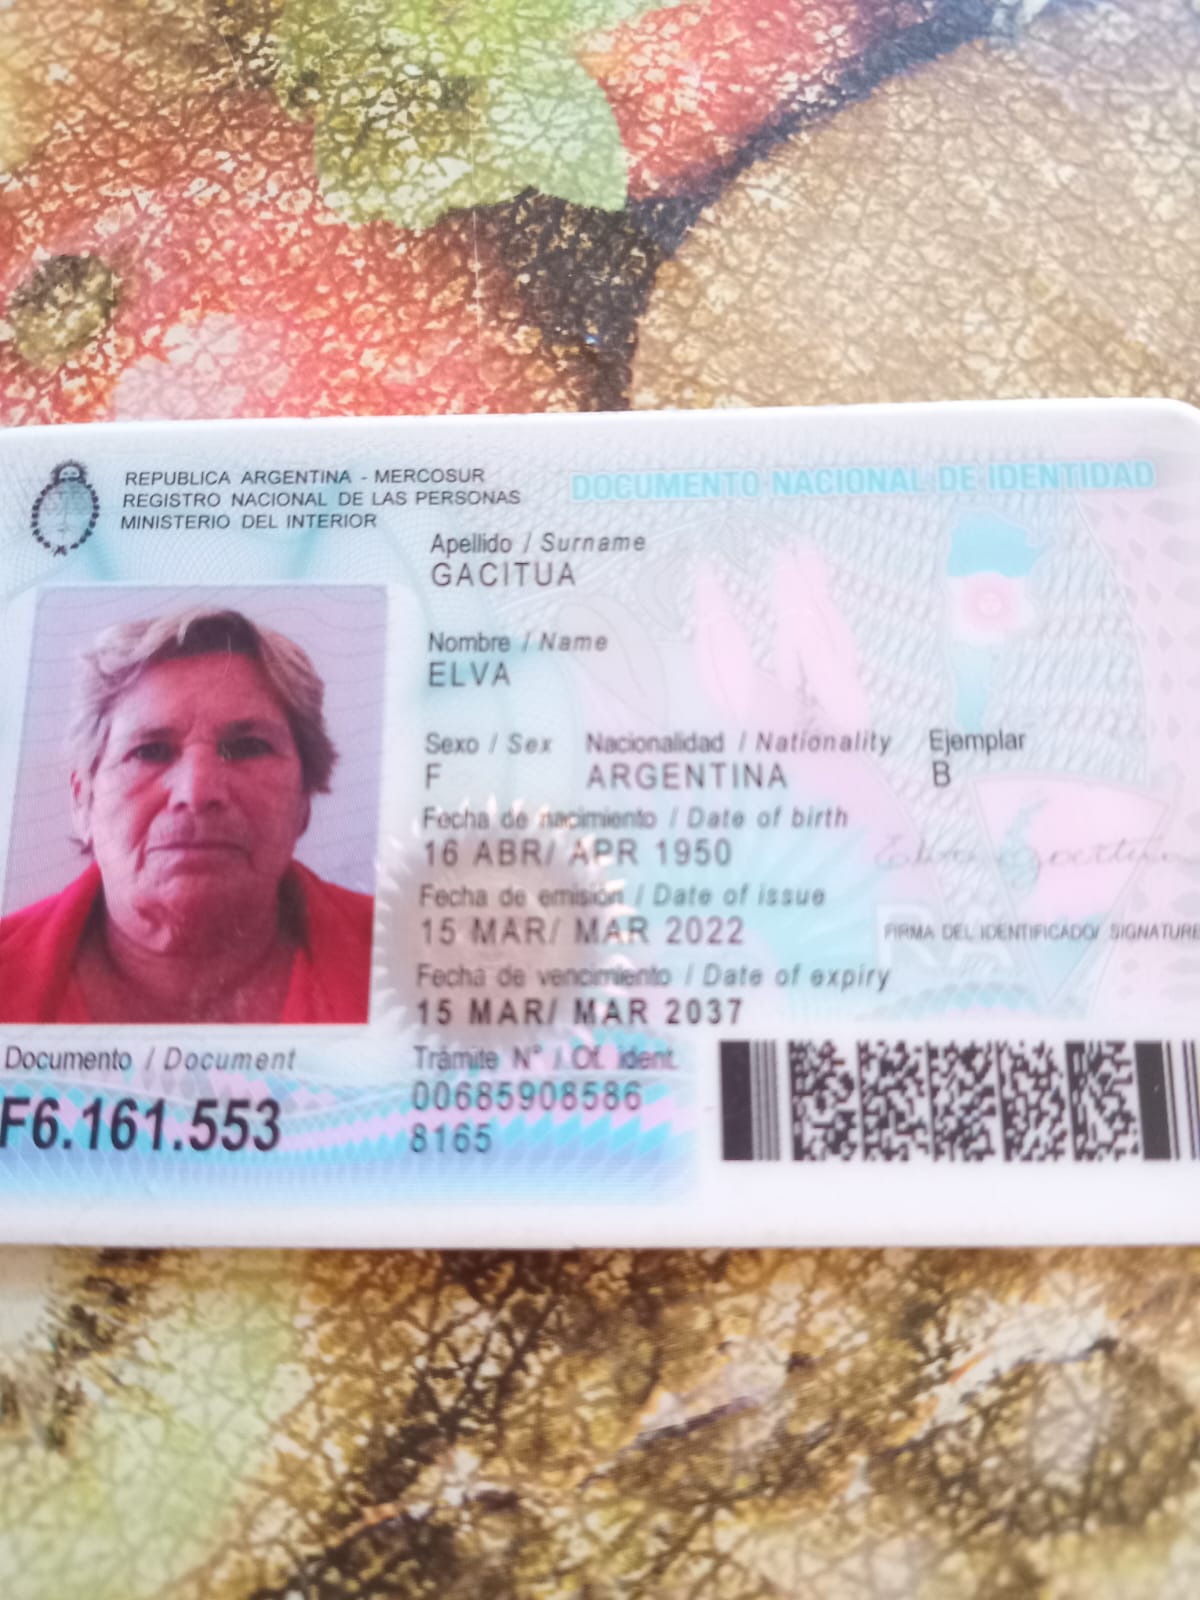 REPUBLICA ARGENTINA - MERCOSUR
REGISTRO NACIONAL DE LAS PERSONAS
MINISTERIO DEL INTERIOR
DOCUMENTO NACIONAL DE IDENTIDAD
Apellido / Surname
GACITUA
Nombre / Name
ELVA
Sexo / Sex Nacionalidad / Nationality Ejemplar
F ARGENTINA B
Fecha de nacimiento / Date of birth
16 ABR/ APR 1950
Fecha de emisión / Date of issue
15 MAR/ MAR 2022
FIRMA DEL IDENTIFICADO/ SIGNATURE
Fecha de vencimiento / Date of expiry
15 MAR/ MAR 2037
Documento / Document
F6.161.553
Trámite N° / Of. ident.
00685908586
8165
RA